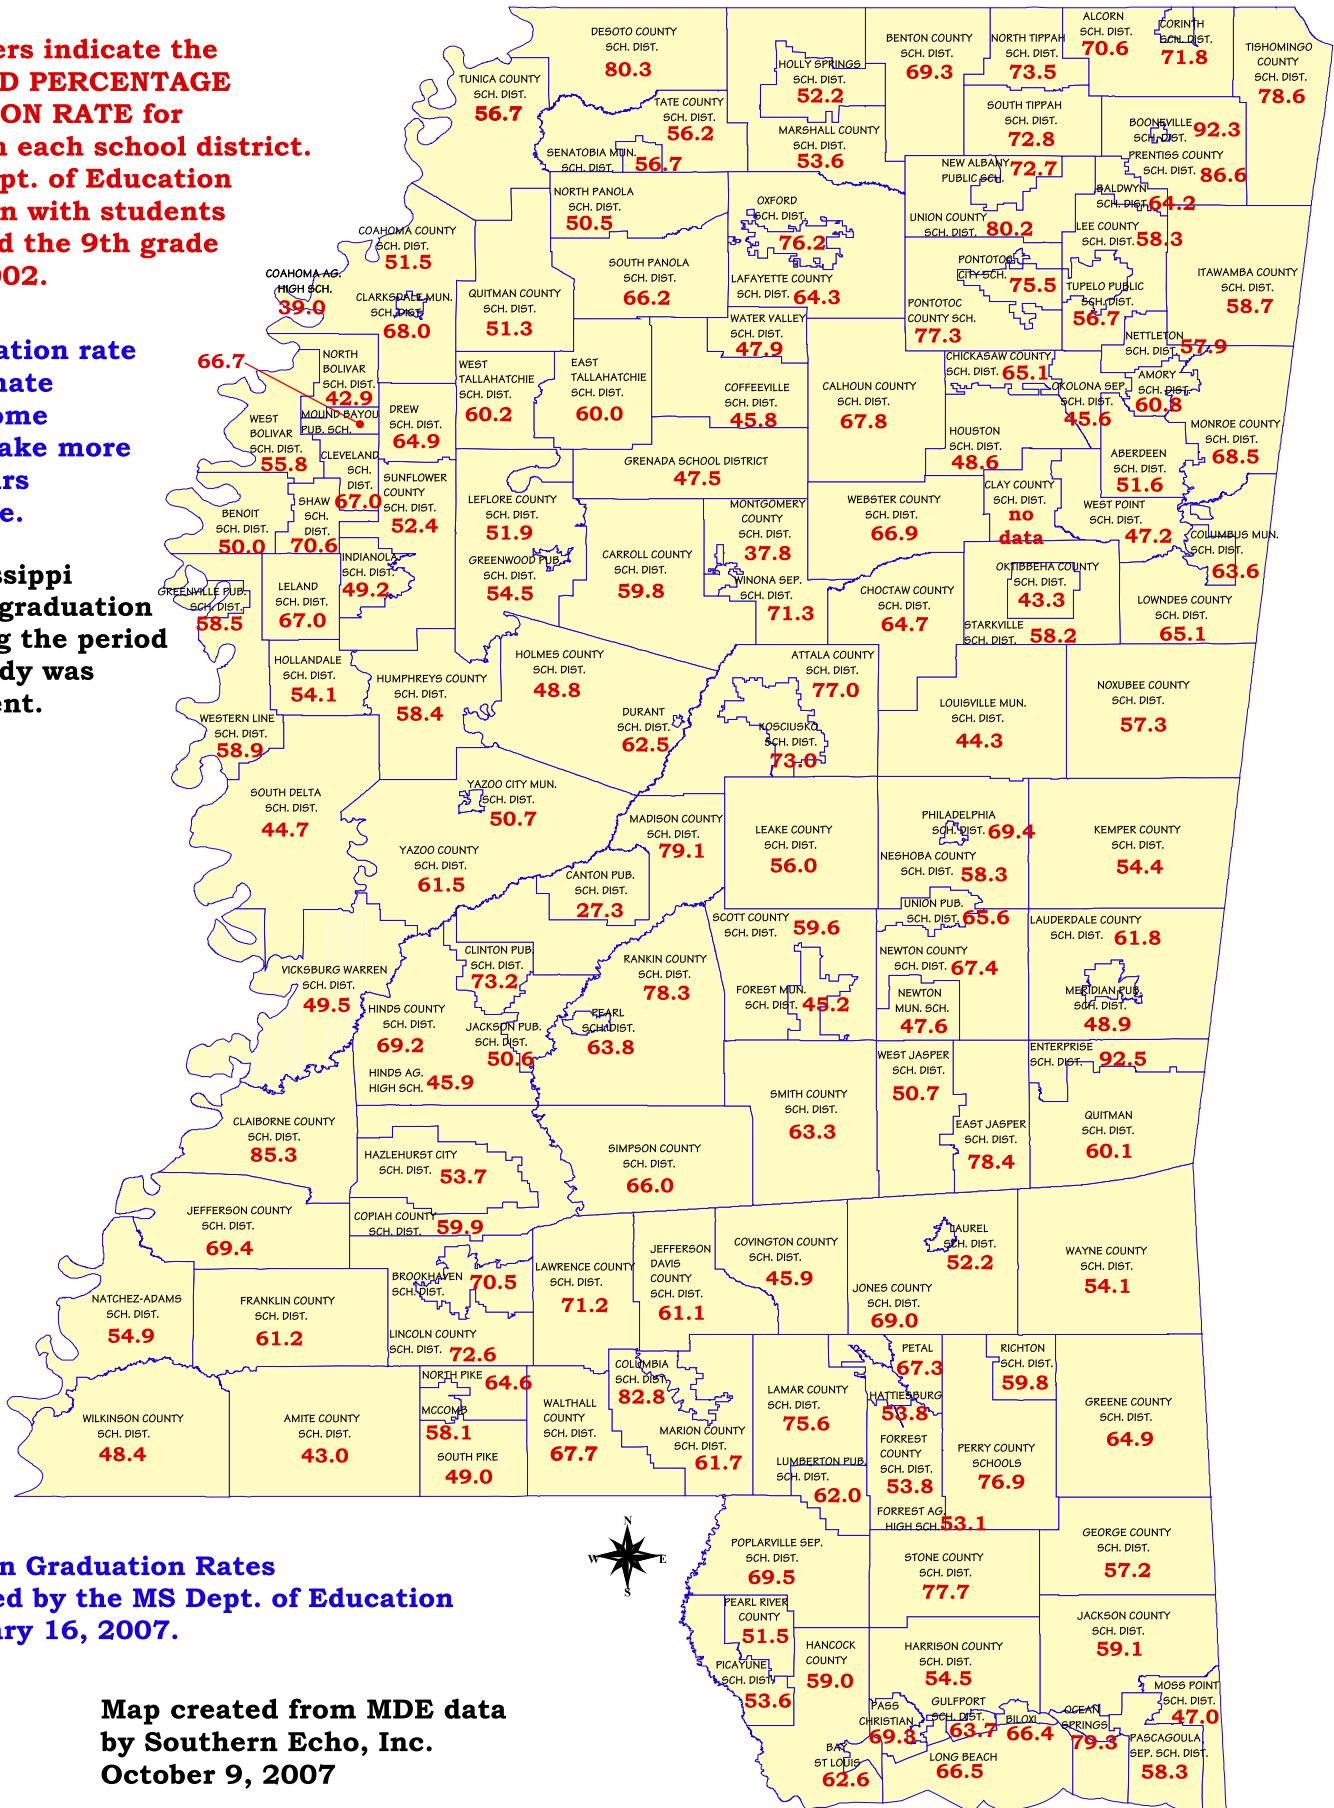 ers indicate the
D PERCENTAGE
ON RATE for
n each school district.
pt. of Education
n with students
d the 9th grade
002.
ation rate
nate
ome
ake more
rs
e.
ssippi
graduation
g the period
dy was
ent.
DESOTO COUNTY
SCH. DIST.
80.3
TUNICA COUNTY
SCH. DIST.
56.7
TATE COUNTY
SCH. DIST.
56.2
SENATOBIA MUN.
SCH. DIST.
56.7
HOLLY SPRINGS
SCH. DIST.
52.2
MARSHALL COUNTY
SCH. DIST.
53.6
BENTON COUNTY
SCH. DIST.
69.3
NORTH TIPPAH
SCH. DIST.
73.5
ALCORN
SCH. DIST.
70.6
CORINTH
SCH. DIST.
71.8
TISHOMINGO
COUNTY
SCH. DIST.
78.6
SOUTH TIPPAH
SCH. DIST.
72.8
BOONEVILLE
SCH. DIST.
92.3
PRENTISS COUNTY
SCH. DIST.
86.6
NEW ALBANY
PUBLIC SCH.
72.7
BALDWYN
SCH. DIST.
64.2
NORTH PANOLA
SCH. DIST.
50.5
OXFORD
SCH. DIST.
76.2
UNION COUNTY
SCH. DIST.
80.2
LEE COUNTY
SCH. DIST.
58.3
COAHOMA COUNTY
SCH. DIST.
51.5
COAHOMA AG.
HIGH SCH.
39.0
CLARKSDALE MUN.
SCH. DIST.
68.0
QUITMAN COUNTY
SCH. DIST.
51.3
SOUTH PANOLA
SCH. DIST.
66.2
LAFAYETTE COUNTY
SCH. DIST.
64.3
PONTOTOC
CITY SCH.
75.5
PONTOTOC
COUNTY SCH.
77.3
TUPELO PUBLIC
SCH. DIST.
56.7
ITAWAMBA COUNTY
SCH. DIST.
58.7
WATER VALLEY
SCH. DIST.
47.9
NETTLETON
SCH. DIST.
57.9
66.7
NORTH
BOLIVAR
SCH. DIST.
42.9
MOUND BAYOU
PUB. SCH.
WEST
TALLAHATCHIE
SCH. DIST.
60.2
EAST
TALLAHATCHIE
SCH. DIST.
60.0
COFFEEVILLE
SCH. DIST.
45.8
CALHOUN COUNTY
SCH. DIST.
67.8
CHICKASAW COUNTY
SCH. DIST.
65.1
OKOLONA SEP.
SCH. DIST.
45.6
AMORY
SCH. DIST.
60.8
MONROE COUNTY
SCH. DIST.
68.5
WEST
BOLIVAR
SCH. DIST.
55.8
DREW
SCH. DIST.
64.9
CLEVELAND
SCH.
DIST.
67.0
SUNFLOWER
COUNTY
SCH. DIST.
52.4
GRENADA SCHOOL DISTRICT
47.5
HOUSTON
SCH. DIST.
48.6
ABERDEEN
SCH. DIST.
51.6
BENOIT
SCH. DIST.
50.0
SHAW
SCH.
DIST.
70.6
LEFLORE COUNTY
SCH. DIST.
51.9
MONTGOMERY
COUNTY
SCH. DIST.
37.8
WEBSTER COUNTY
SCH. DIST.
66.9
CLAY COUNTY
SCH. DIST.
no
data
WEST POINT
SCH. DIST.
47.2
COLUMBUS MUN.
SCH. DIST.
63.6
INDIANOLA
SCH. DIST.
49.2
GREENWOOD PUB.
SCH. DIST.
54.5
CARROLL COUNTY
SCH. DIST.
59.8
WINONA SEP.
SCH. DIST.
71.3
CHOCTAW COUNTY
SCH. DIST.
64.7
OKTIBBEHA COUNTY
SCH. DIST.
43.3
STARKVILLE
SCH. DIST.
58.2
LOWNDES COUNTY
SCH. DIST.
65.1
GREENVILLE PUB.
SCH. DIST.
58.5
LELAND
SCH. DIST.
67.0
HOLLANDALE
SCH. DIST.
54.1
HUMPHREYS COUNTY
SCH. DIST.
58.4
HOLMES COUNTY
SCH. DIST.
48.8
DURANT
SCH. DIST.
62.5
ATTALA COUNTY
SCH. DIST.
77.0
KOSCIUSKO
SCH. DIST.
73.0
LOUISVILLE MUN.
SCH. DIST.
44.3
NOXUBEE COUNTY
SCH. DIST.
57.3
WESTERN LINE
SCH. DIST.
58.9
SOUTH DELTA
SCH. DIST.
44.7
YAZOO CITY MUN.
SCH. DIST.
50.7
YAZOO COUNTY
SCH. DIST.
61.5
MADISON COUNTY
SCH. DIST.
79.1
CANTON PUB.
SCH. DIST.
27.3
LEAKE COUNTY
SCH. DIST.
56.0
PHILADELPHIA
SCH. DIST.
69.4
NESHOBA COUNTY
SCH. DIST.
58.3
KEMPER COUNTY
SCH. DIST.
54.4
SCOTT COUNTY
SCH. DIST.
59.6
UNION PUB.
SCH. DIST.
65.6
LAUDERDALE COUNTY
SCH. DIST.
61.8
VICKSBURG WARREN
SCH. DIST.
49.5
CLINTON PUB.
SCH. DIST.
73.2
RANKIN COUNTY
SCH. DIST.
78.3
FOREST MUN.
SCH. DIST.
45.2
NEWTON COUNTY
SCH. DIST.
67.4
NEWTON
MUN. SCH.
47.6
MERIDIAN PUB.
SCH. DIST.
48.9
HINDS COUNTY
SCH. DIST.
69.2
JACKSON PUB.
SCH. DIST.
50.6
PEARL
SCH. DIST.
63.8
HINDS AG.
HIGH SCH.
45.9
WEST JASPER
SCH. DIST.
50.7
ENTERPRISE
SCH. DIST.
92.5
CLAIBORNE COUNTY
SCH. DIST.
85.3
HAZLEHURST CITY
SCH. DIST.
53.7
SIMPSON COUNTY
SCH. DIST.
66.0
SMITH COUNTY
SCH. DIST.
63.3
EAST JASPER
SCH. DIST.
78.4
QUITMAN
SCH. DIST.
60.1
JEFFERSON COUNTY
SCH. DIST.
69.4
COPIAH COUNTY
SCH. DIST.
59.9
BROOKHAVEN
SCH. DIST.
70.5
LAWRENCE COUNTY
SCH. DIST.
71.2
JEFFERSON
DAVIS
COUNTY
SCH. DIST.
61.1
COVINGTON COUNTY
SCH. DIST.
45.9
LAUREL
SCH. DIST.
52.2
JONES COUNTY
SCH. DIST.
69.0
WAYNE COUNTY
SCH. DIST.
54.1
NATCHEZ-ADAMS
SCH. DIST.
54.9
FRANKLIN COUNTY
SCH. DIST.
61.2
LINCOLN COUNTY
SCH. DIST.
72.6
WILKINSON COUNTY
SCH. DIST.
48.4
AMITE COUNTY
SCH. DIST.
43.0
NORTH PIKE
64.6
MCCOMB
58.1
SOUTH PIKE
49.0
WALTHALL
COUNTY
SCH. DIST.
67.7
COLUMBIA
SCH. DIST.
82.8
MARION COUNTY
SCH. DIST.
61.7
LAMAR COUNTY
SCH. DIST.
75.6
LUMBERTON PUB.
SCH. DIST.
62.0
PETAL
67.3
HATTIESBURG
53.8
FORREST
COUNTY
SCH. DIST.
53.8
FORREST AG.
HIGH SCH.
53.1
RICHTON
SCH. DIST.
59.8
PERRY COUNTY
SCHOOLS
76.9
GREENE COUNTY
SCH. DIST.
64.9
N
W E
S
POPLARVILLE SEP.
SCH. DIST.
69.5
STONE COUNTY
SCH. DIST.
77.7
GEORGE COUNTY
SCH. DIST.
57.2
PEARL RIVER
COUNTY
51.5
PICAYUNE
SCH. DIST.
53.6
HANCOCK
COUNTY
59.0
HARRISON COUNTY
SCH. DIST.
54.5
JACKSON COUNTY
SCH. DIST.
59.1
PASS
CHRISTIAN
69.3
GULFPORT
SCH. DIST.
63.7
BILOXI
66.4
OCEAN
SPRINGS
79.3
MOSS POINT
SCH. DIST.
47.0
BAY
ST LOUIS
62.6
LONG BEACH
66.5
PASCAGOULA
SEP. SCH. DIST.
58.3
n Graduation Rates
ed by the MS Dept. of Education
ary 16, 2007.
Map created from MDE data
by Southern Echo, Inc.
October 9, 2007